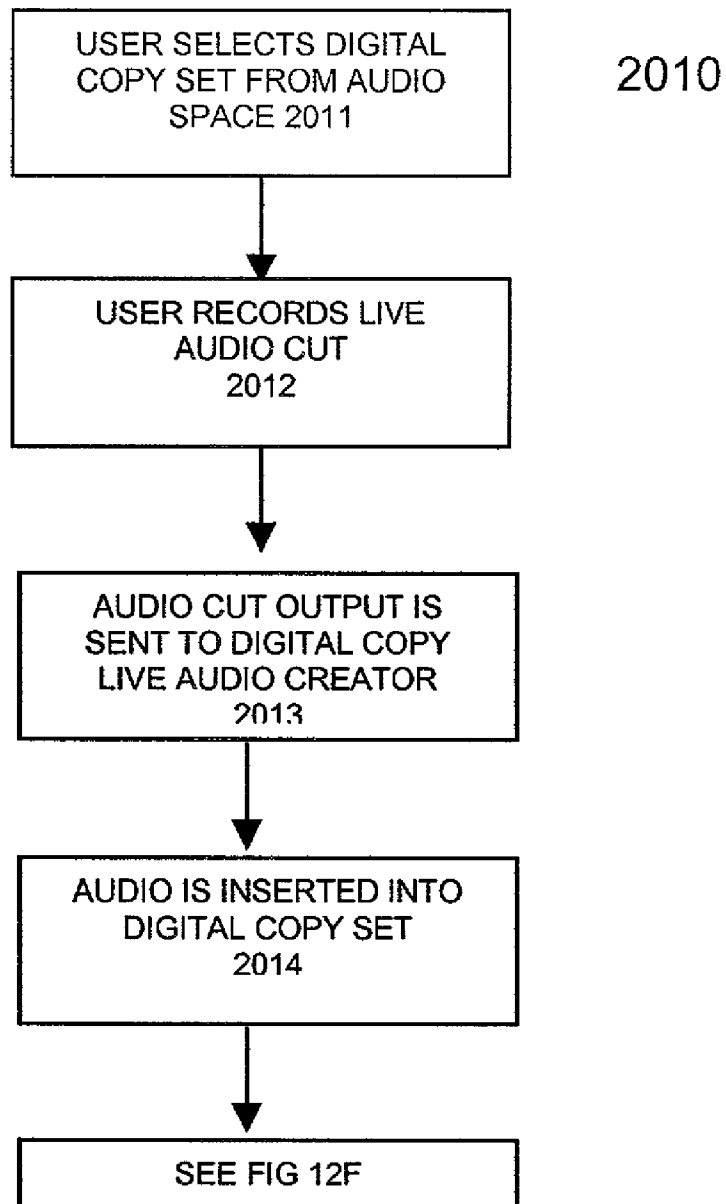 USER SELECTS DIGITAL
COPY SET FROM AUDIO
SPACE 2011
2010
USER RECORDS LIVE
AUDIO CUT
2012
AUDIO CUT OUTPUT IS
SENT TO DIGITAL COPY
LIVE AUDIO CREATOR
2013
AUDIO IS INSERTED INTO
DIGITAL COPY SET
2014
SEE FIG 12F